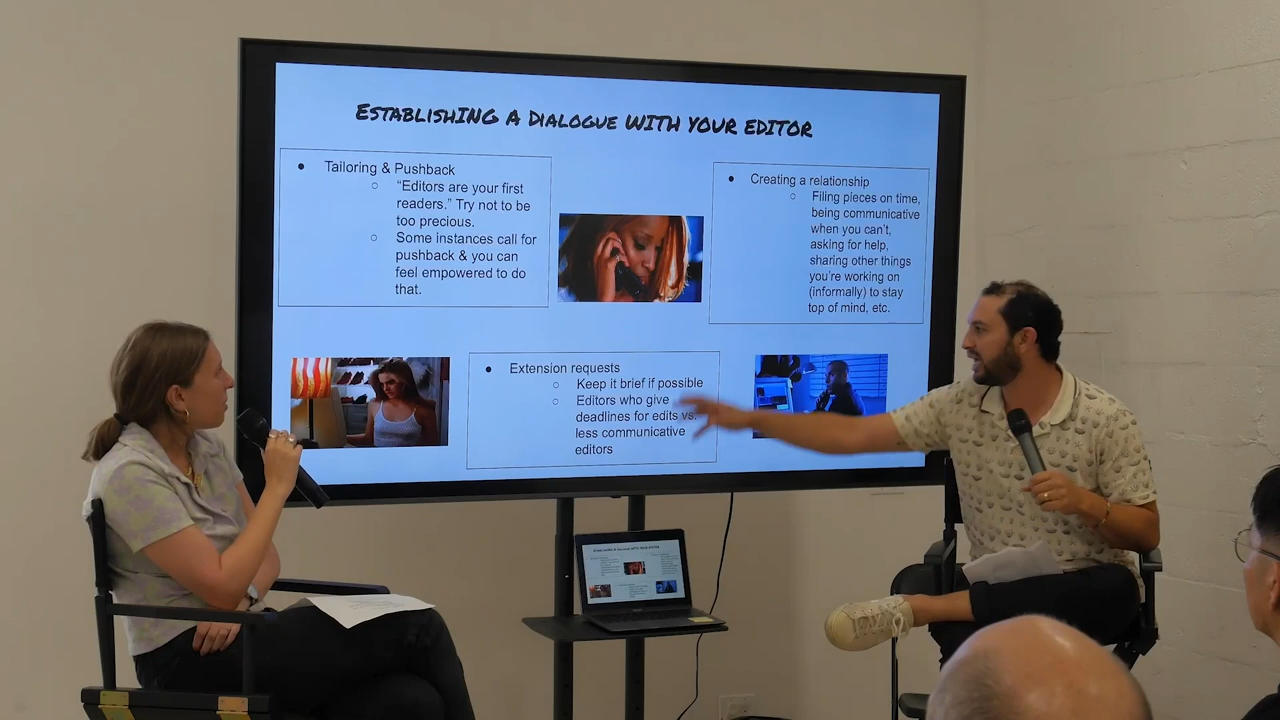 EstablisHING A Dialogue WITH YOUR EDITOR
● Tailoring & Pushback
○ “Editors are your first
readers.” Try not to be
too precious.
○ Some instances call for
pushback & you can
feel empowered to do
that.
● Creating a relationship
○ Filing pieces on time,
being communicative
when you can’t,
asking for help,
sharing other things
you’re working on
(informally) to stay
top of mind, etc.
● Extension requests
○ Keep it brief if possible
○ Editors who give
deadlines for edits vs.
less communicative
editors